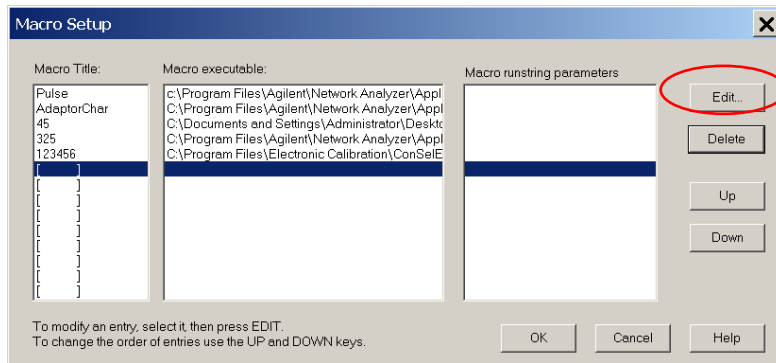 Macro Setup
Macro Title:
Macro executable:
Macro runstring parameters
Pulse
c:\Program Files\Agilent\Network Analyzer\Appl
AdaptorChar
C:\Program Files\Agilent\Network Analyzer\Appl
45
C:\Documents and Settings\Administrator\Deskto
325
C:\Program Files\Agilent\Network Analyzer\Appl
123456
C:\Program Files\Electronic Calibration\ConSelE
[ ]
[ ]
[ ]
[ ]
[ ]
[ ]
[ ]
[ ]
Edit...
Delete
Up
Down
To modify an entry, select it, then press EDIT.
To change the order of entries use the UP and DOWN keys.
OK
Cancel
Help